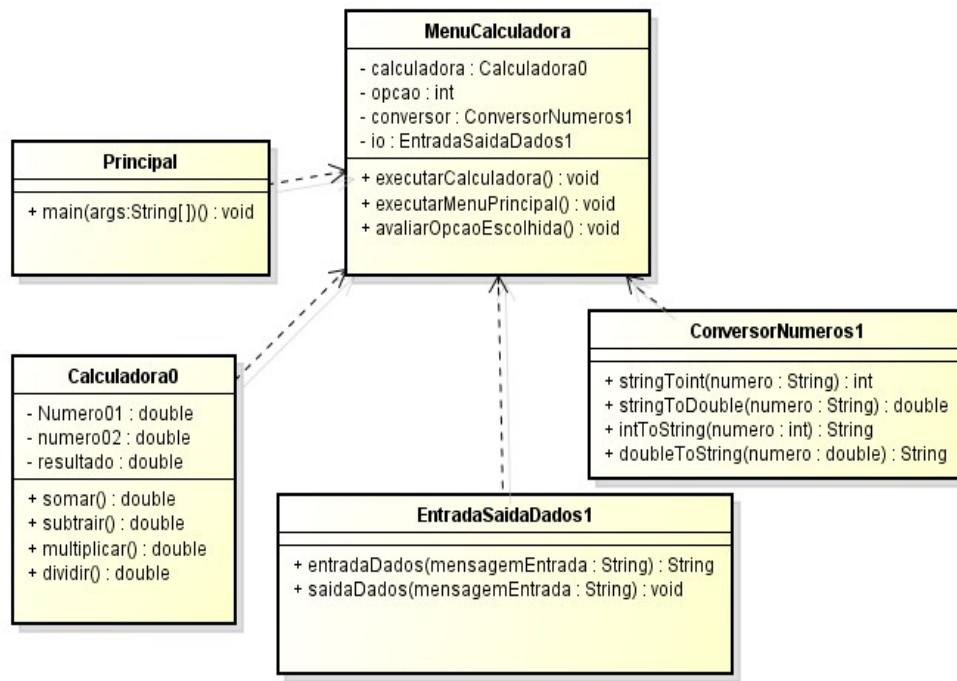 MenuCalculadora
- calculadora : Calculadora0
- opcao : int
- conversor : ConversorNumeros1
- io : EntradaSaidaDados1
+ executarCalculadora() : void
+ executarMenuPrincipal() : void
+ avaliarOpcaoEscolhida() : void
Principal
+ main(args:String[ ])() : void
Calculadora0
- Numero01 : double
- numero02 : double
- resultado : double
+ somar() : double
+ subtrair() : double
+ multiplicar() : double
+ dividir() : double
ConversorNumeros1
+ stringToint(numero : String) : int
+ stringToDouble(numero : String) : double
+ intToString(numero : int) : String
+ doubleToString(numero : double) : String
EntradaSaidaDados1
+ entradaDados(mensagemEntrada : String) : String
+ saidaDados(mensagemEntrada : String) : void